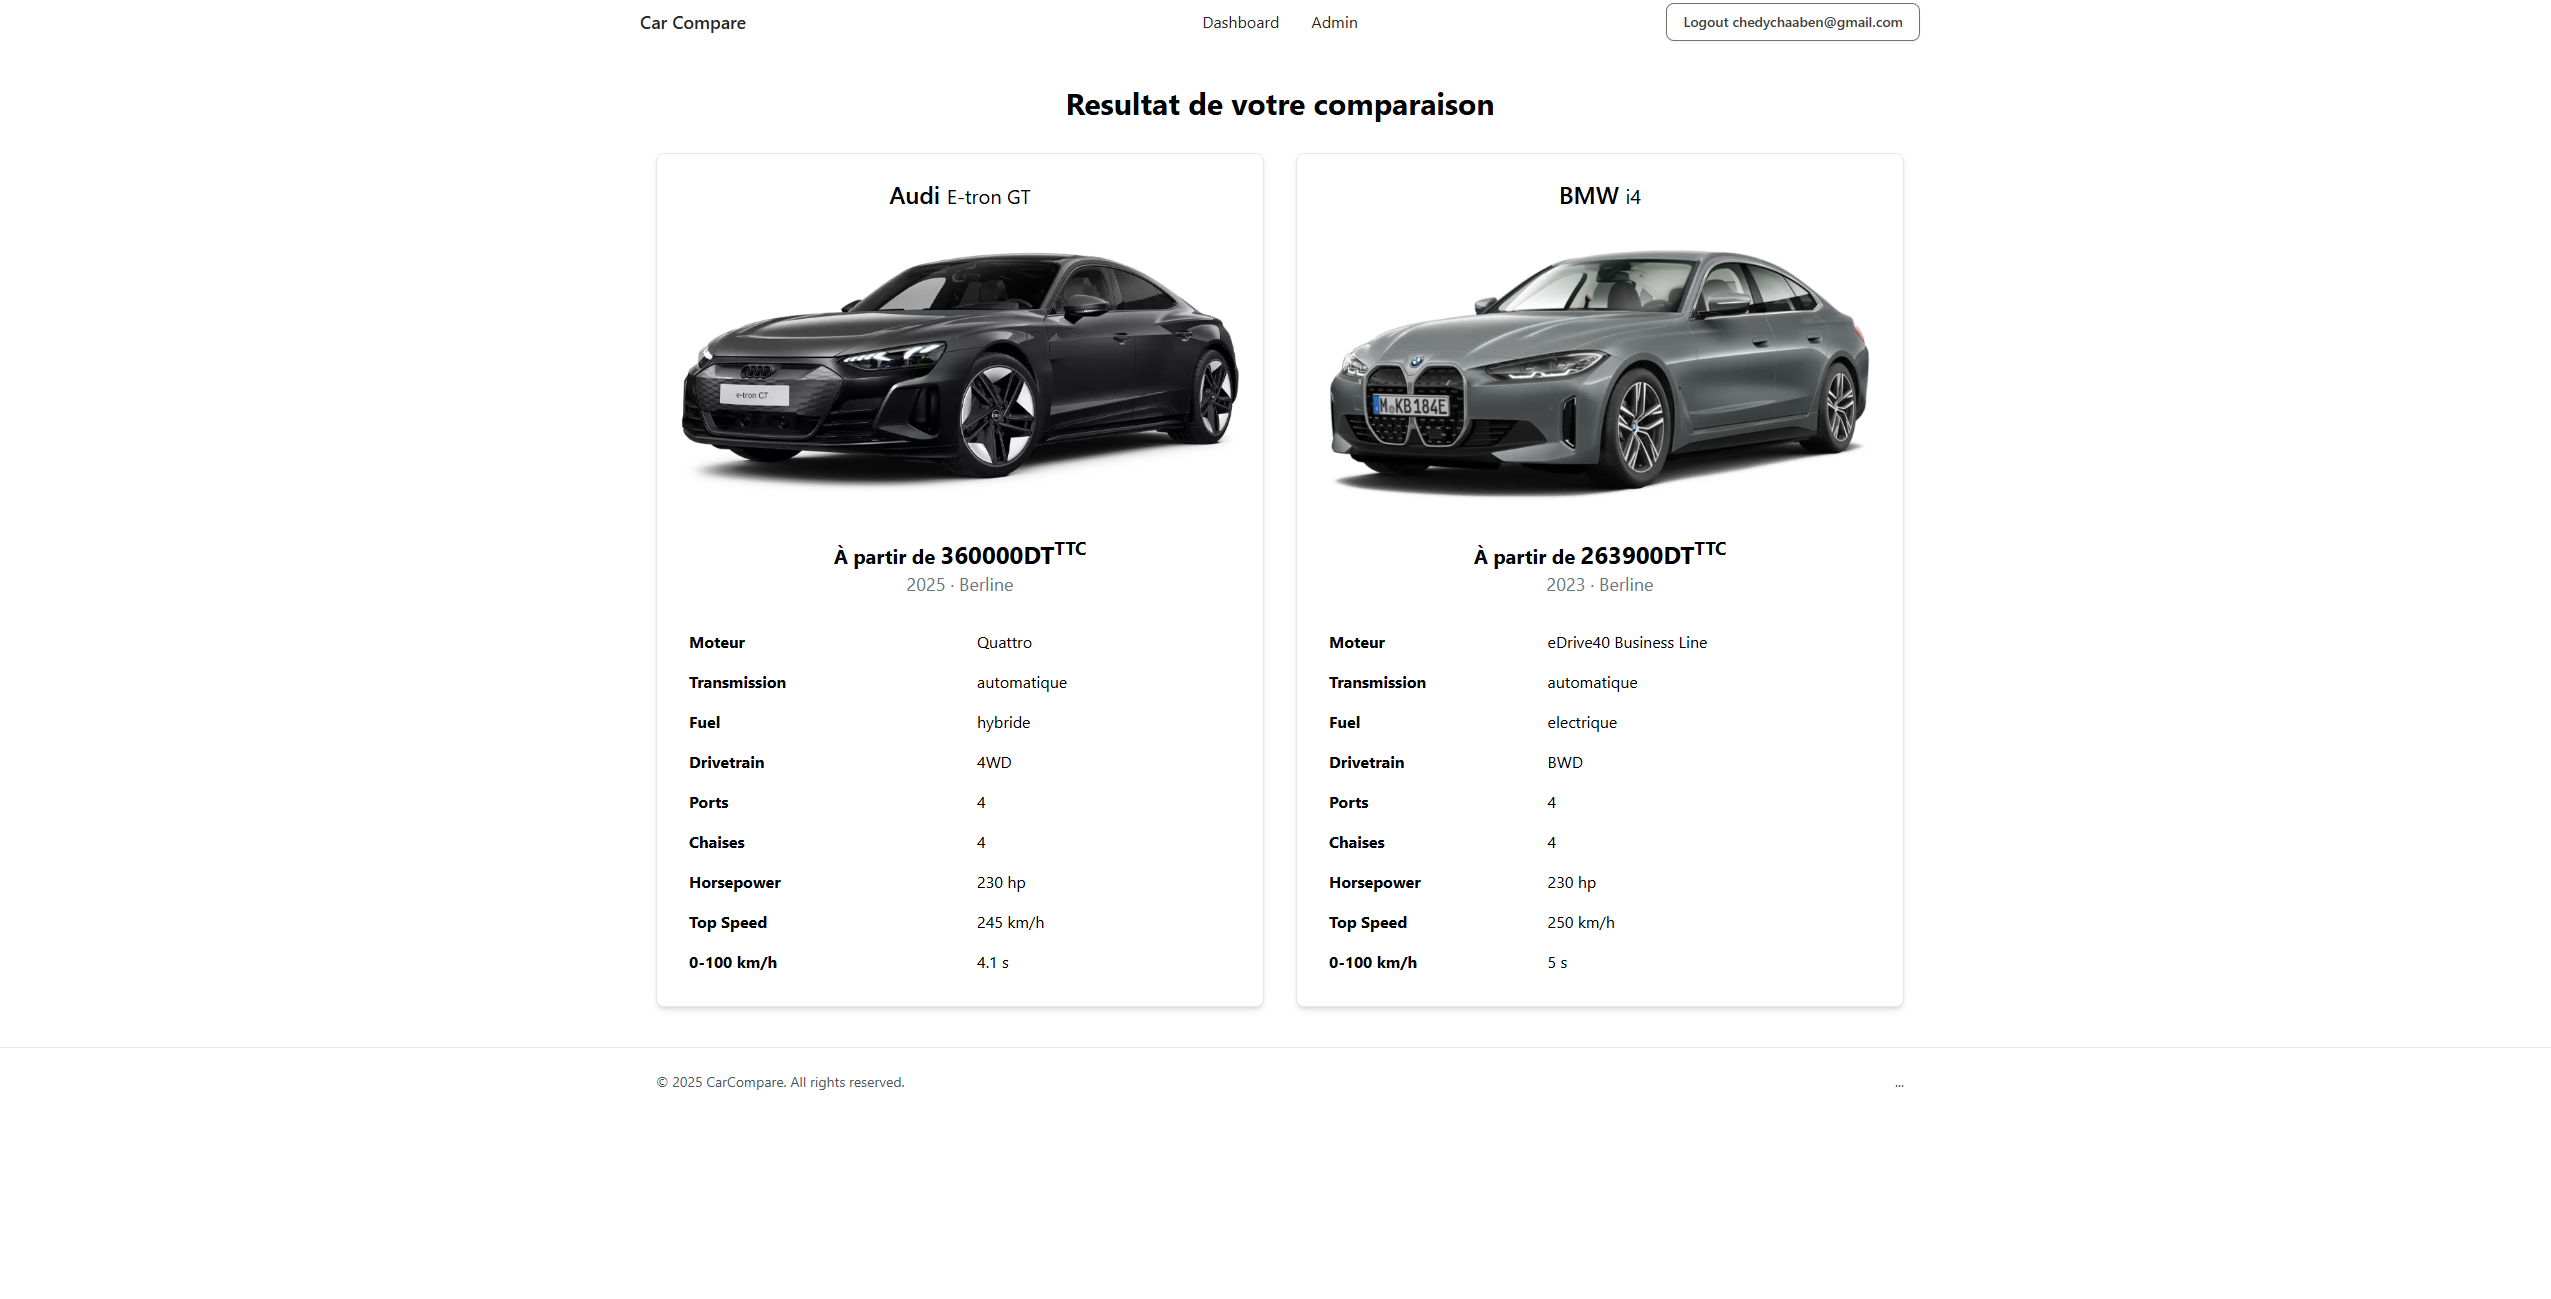 Car Compare
Dashboard
Admin
Logout chedychaaben@gmail.com
Resultat de votre comparaison
Audi E-tron GT
e-tron GT
À partir de 360000DTTTC
2025 · Berline
Moteur Quattro
Transmission automatique
Fuel hybride
Drivetrain 4WD
Ports 4
Chaises 4
Horsepower 230 hp
Top Speed 245 km/h
0-100 km/h 4.1 s
BMW i4
M KB 184E
À partir de 263900DTTTC
2023 · Berline
Moteur eDrive40 Business Line
Transmission automatique
Fuel electrique
Drivetrain BWD
Ports 4
Chaises 4
Horsepower 230 hp
Top Speed 250 km/h
0-100 km/h 5 s
© 2025 CarCompare. All rights reserved.
...